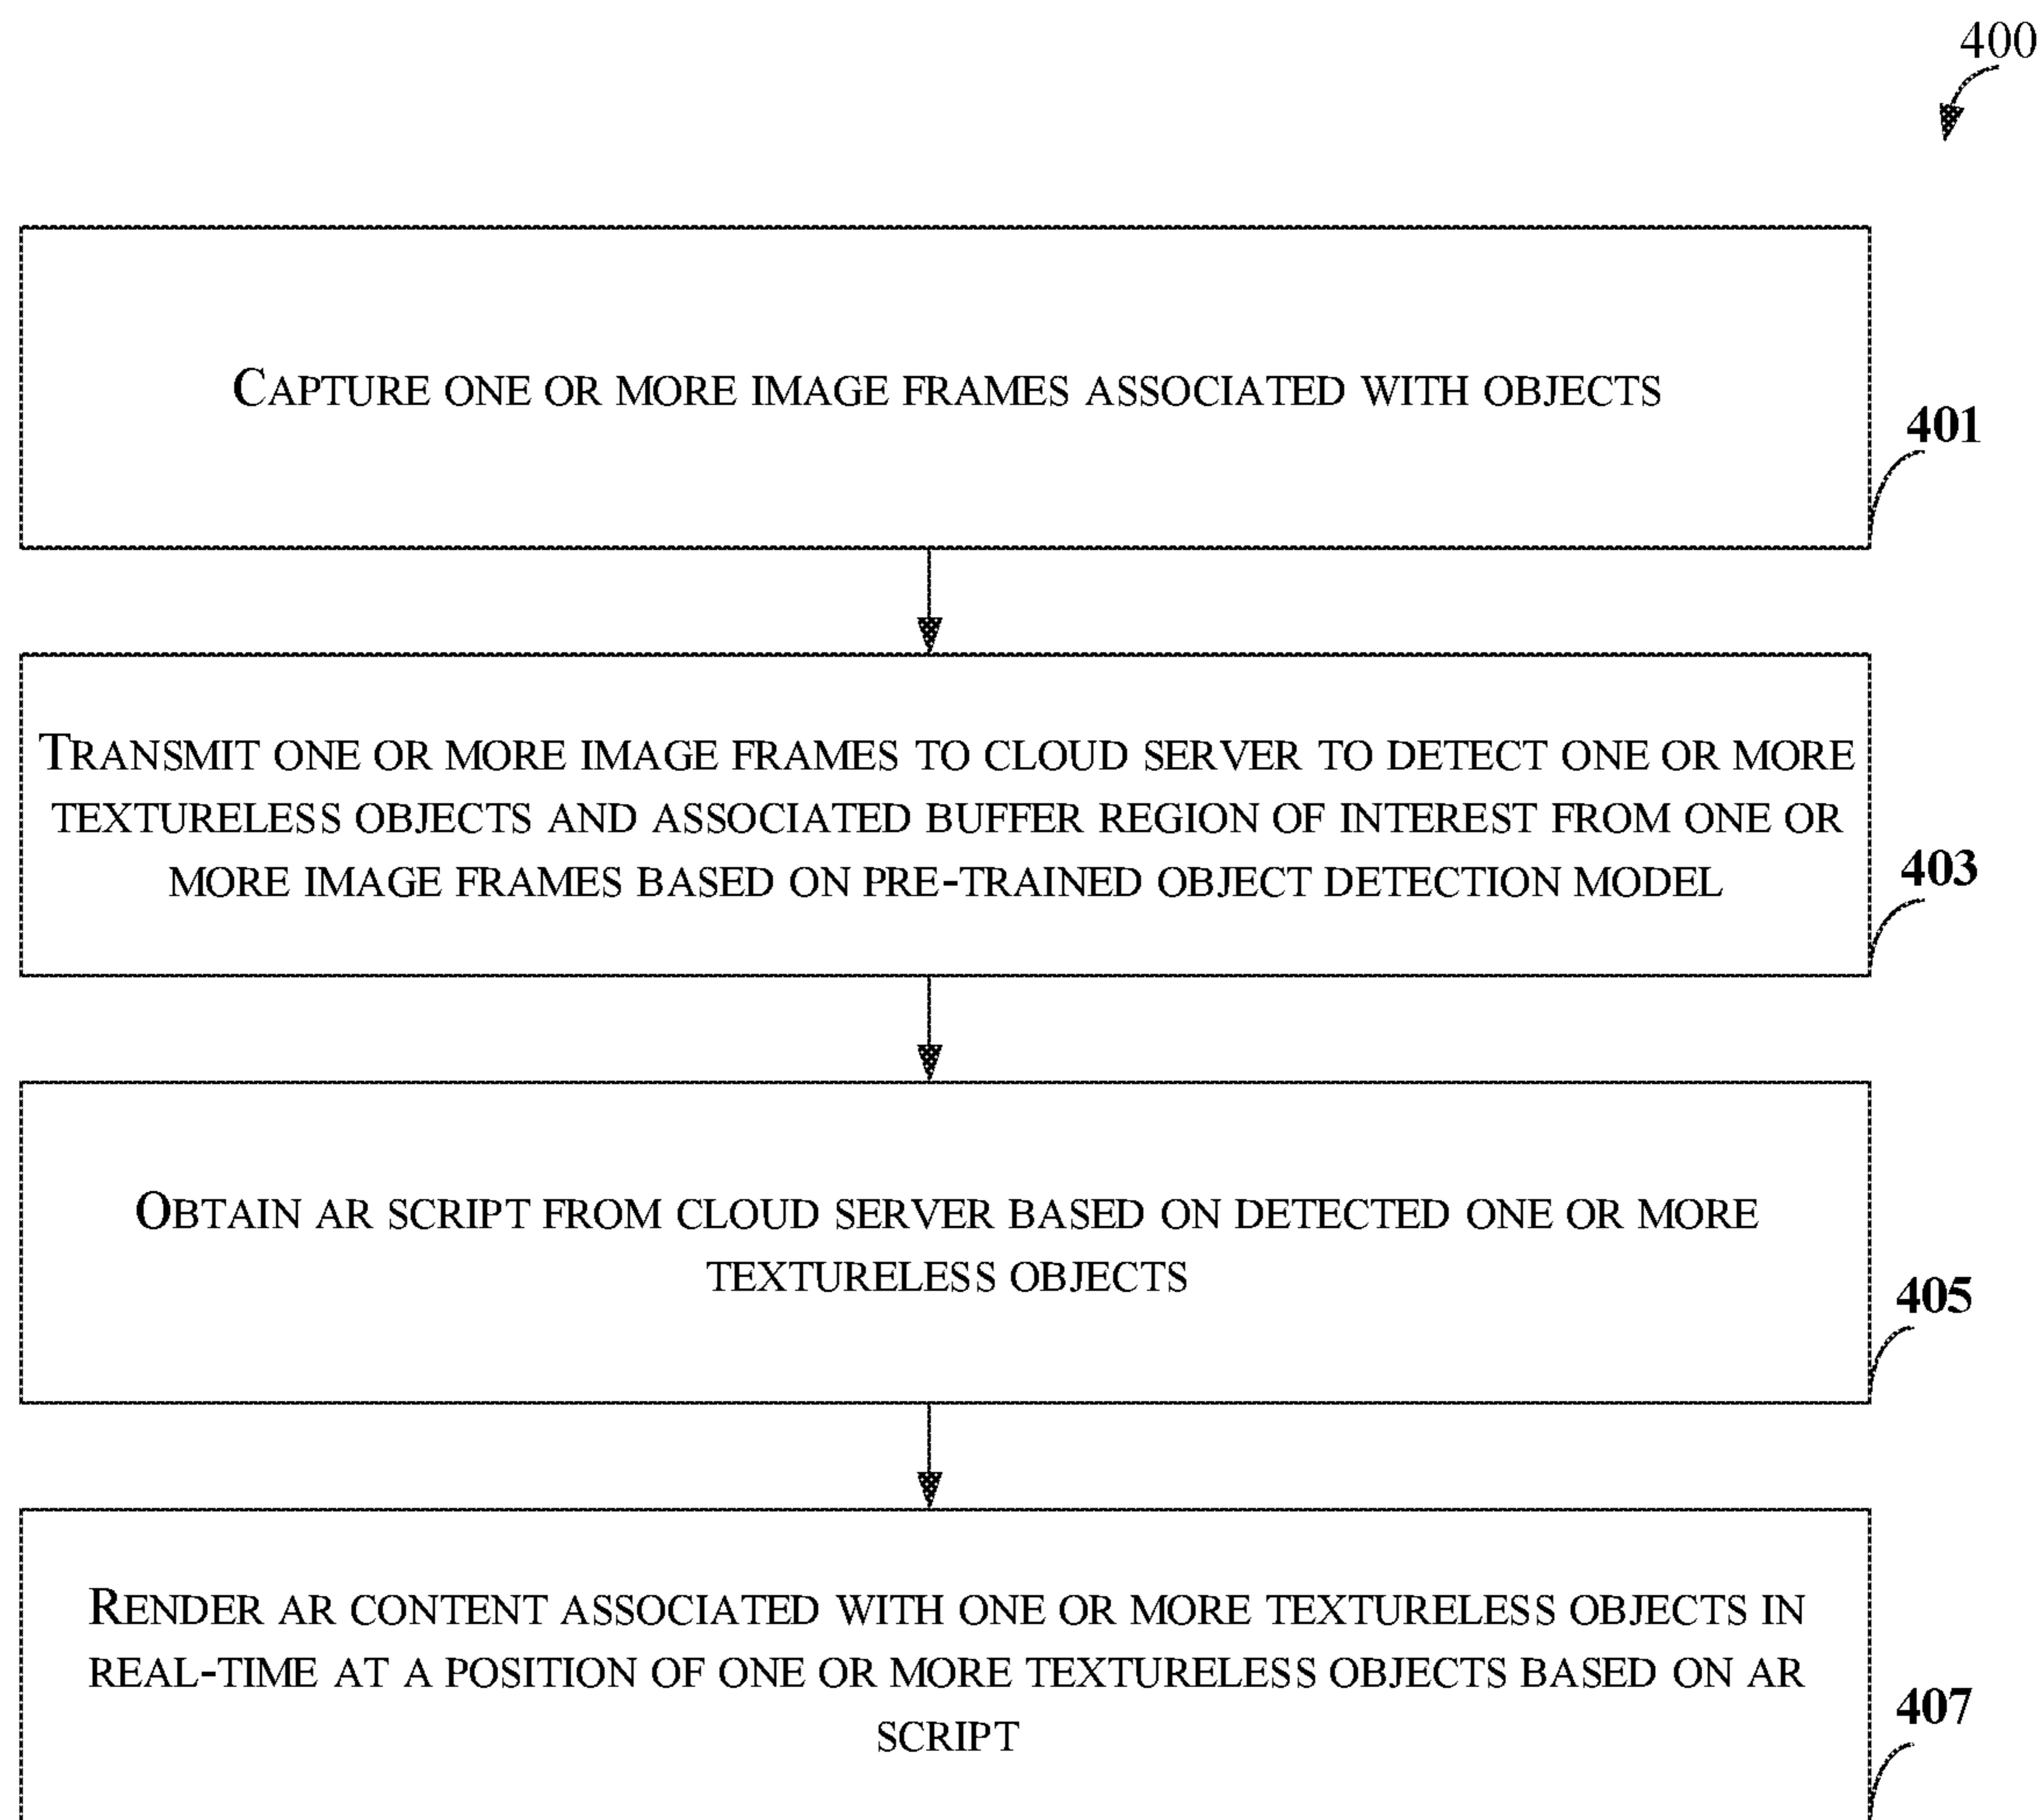 400
CAPTURE ONE OR MORE IMAGE FRAMES ASSOCIATED WITH OBJECTS
401
TRANSMIT ONE OR MORE IMAGE FRAMES TO CLOUD SERVER TO DETECT ONE OR MORE
TEXTURELESS OBJECTS AND ASSOCIATED BUFFER REGION OF INTEREST FROM ONE OR
MORE IMAGE FRAMES BASED ON PRE-TRAINED OBJECT DETECTION MODEL
403
OBTAIN AR SCRIPT FROM CLOUD SERVER BASED ON DETECTED ONE OR MORE
TEXTURELESS OBJECTS
405
RENDER AR CONTENT ASSOCIATED WITH ONE OR MORE TEXTURELESS OBJECTS IN
REAL-TIME AT A POSITION OF ONE OR MORE TEXTURELESS OBJECTS BASED ON AR
SCRIPT
407